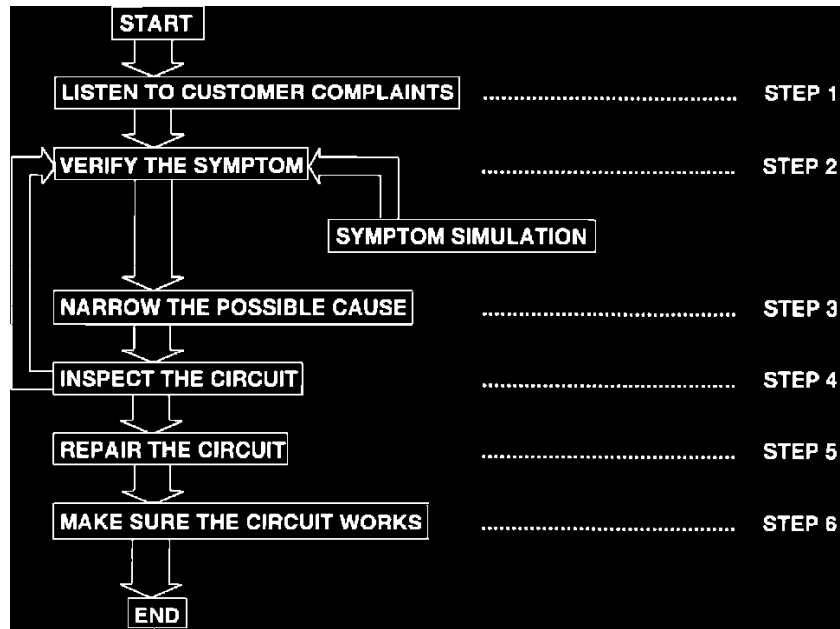 START
LISTEN TO CUSTOMER COMPLAINTS ........................................ STEP 1
VERIFY THE SYMPTOM ........................................ STEP 2
SYMPTOM SIMULATION
NARROW THE POSSIBLE CAUSE ........................................ STEP 3
INSPECT THE CIRCUIT ........................................ STEP 4
REPAIR THE CIRCUIT ........................................ STEP 5
MAKE SURE THE CIRCUIT WORKS ........................................ STEP 6
END